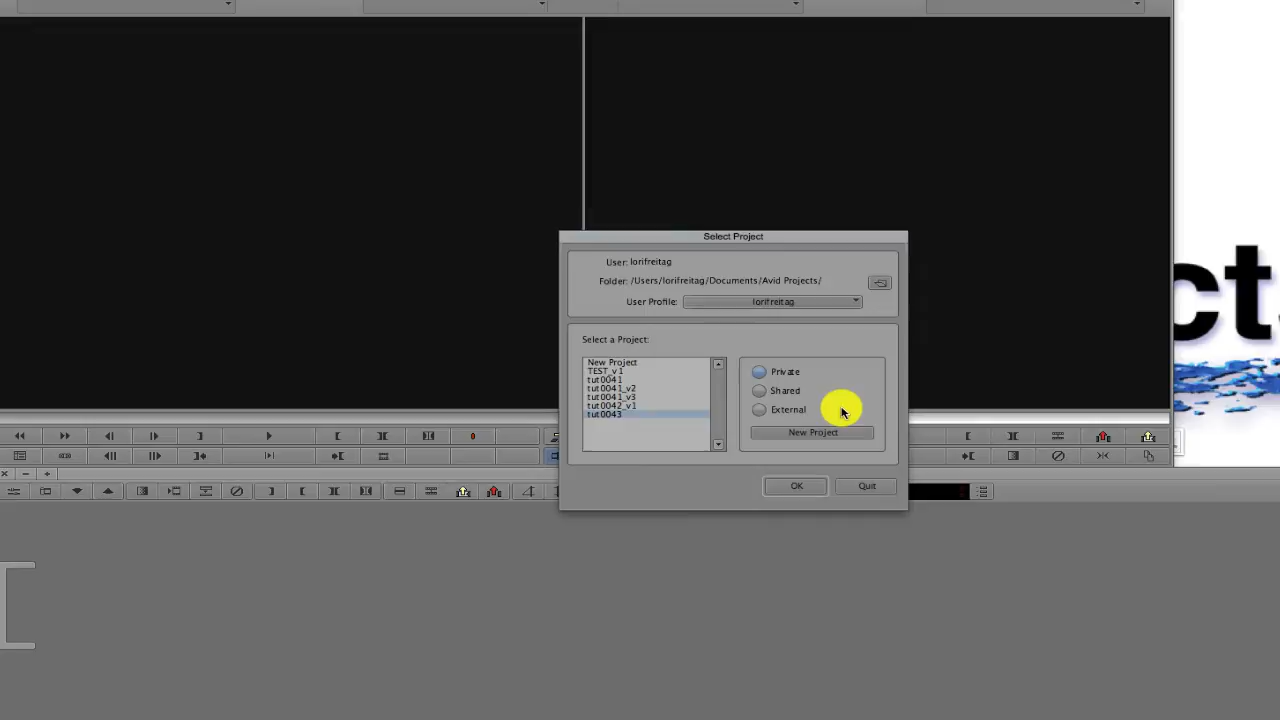 Select Project
User: lorifreitag
Folder: /Users/lorifreitag/Documents/Avid Projects/
User Profile: lorifreitag
Select a Project:
New Project
TEST_v1
tut0041
tut0041_v2
tut0041_v3
tut0042_v1
tut0043
Private
Shared
External
New Project
OK
Quit
ct